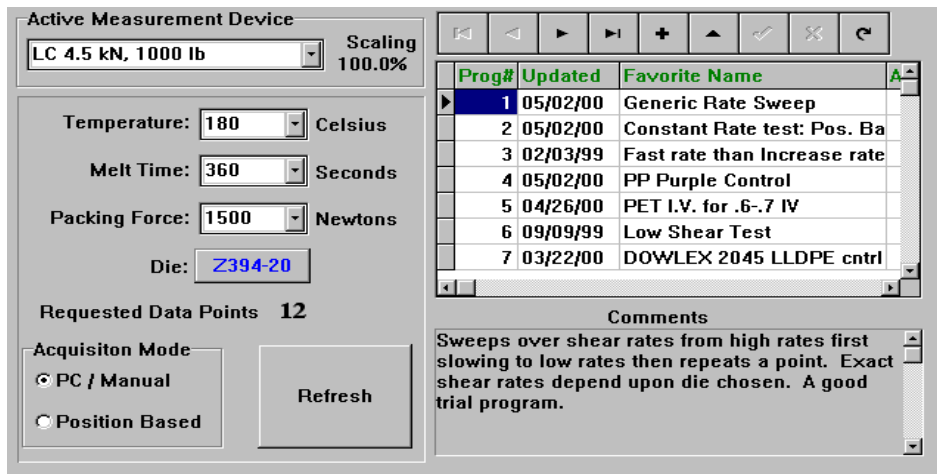 Active Measurement Device
LC 4.5 kN, 1000 lb
Scaling
100.0%
Temperature: 180 Celsius
Melt Time: 360 Seconds
Packing Force: 1500 Newtons
Die: Z394-20
Requested Data Points 12
Acquisiton Mode
PC / Manual
Position Based
Refresh
Prog# Updated Favorite Name A
1 05/02/00 Generic Rate Sweep
2 05/02/00 Constant Rate test: Pos. Ba
3 02/03/99 Fast rate than Increase rate
4 05/02/00 PP Purple Control
5 04/26/00 PET I.V. for .6-.7 IV
6 09/09/99 Low Shear Test
7 03/22/00 DOWLEX 2045 LLDPE cntrl
Comments
Sweeps over shear rates from high rates first
slowing to low rates then repeats a point. Exact
shear rates depend upon die chosen. A good
trial program.